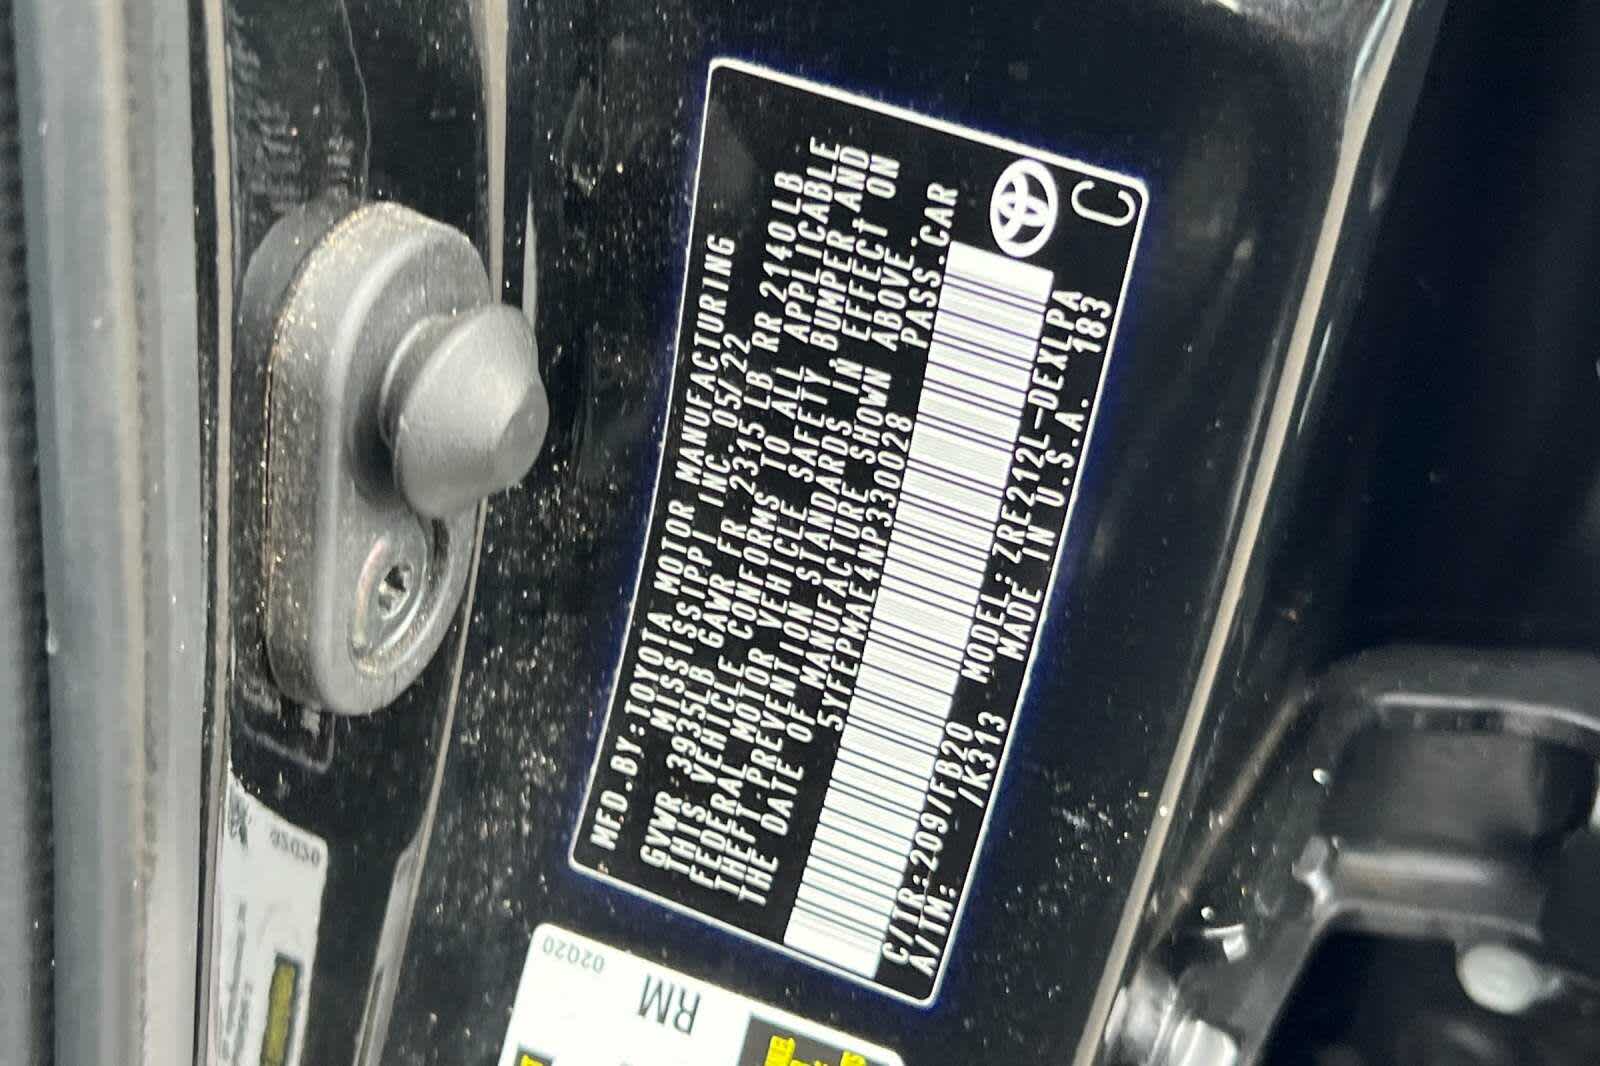 MFD.BY:TOYOTA MOTOR MANUFACTURING
MISSISSIPPI INC. 05/22
GVWR 3935LB GAWR FR 2315 LB RR 2140LB
THIS VEHICLE CONFORMS TO ALL APPLICABLE
FEDERAL MOTOR VEHICLE SAFETY, BUMPER AND
THEFT PREVENTION STANDARDS IN EFFECT ON
THE DATE OF MANUFACTURE SHOWN ABOVE.
5YFEPMAE4NP330028 PASS.CAR
C/TR:209/FB20 MODEL:ZRE212L-DEXLPA
A/TM: /K313 MADE IN U.S.A. 183
C
02020
RM